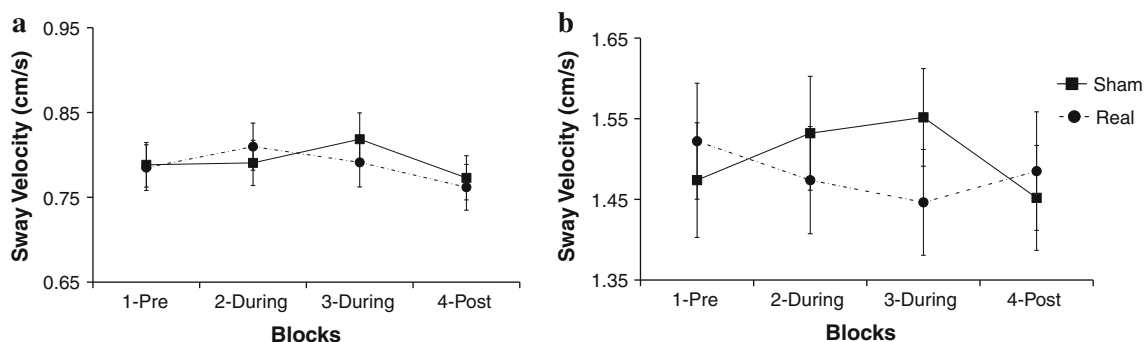 a
Sway Velocity (cm/s)
0.95
0.85
0.75
0.65
1-Pre 2-During 3-During 4-Post
Blocks
b
Sway Velocity (cm/s)
1.65
1.55
1.45
1.35
1-Pre 2-During 3-During 4-Post
Blocks
Sham
Real